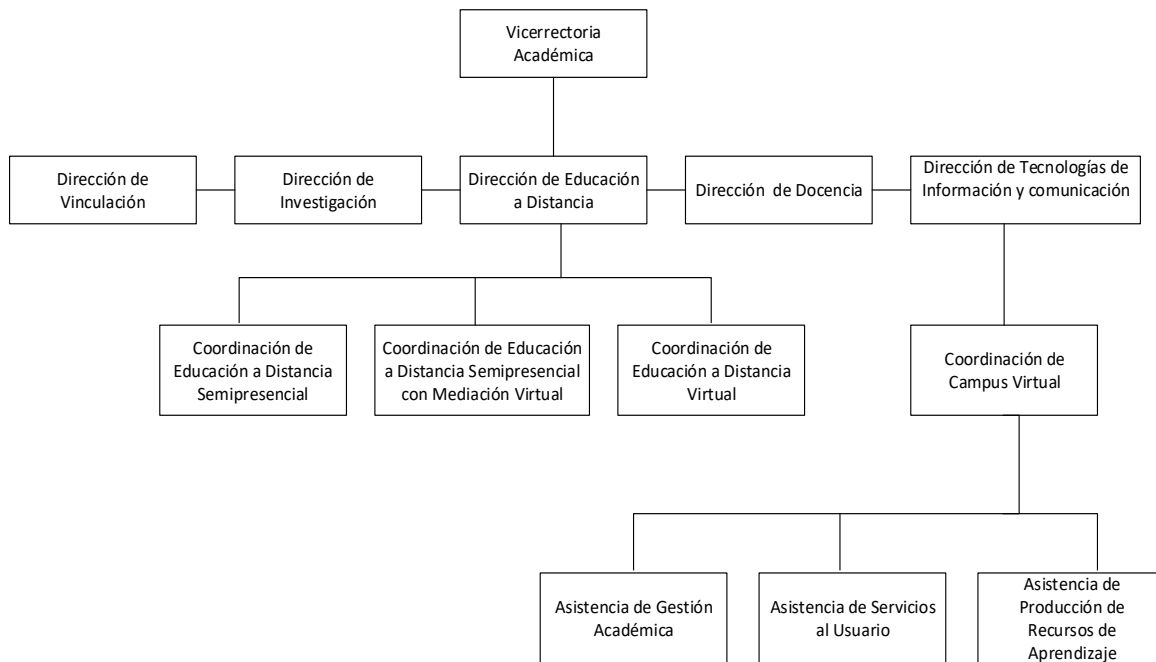 Vicerrectoria
Académica
Dirección de
Vinculación
Dirección de
Investigación
Dirección de Educación
a Distancia
Dirección de Docencia
Dirección de Tecnologías de
Información y comunicación
Coordinación de
Educación a Distancia
Semipresencial
Coordinación de Educación
a Distancia Semipresencial
con Mediación Virtual
Coordinación de
Educación a Distancia
Virtual
Coordinación de
Campus Virtual
Asistencia de Gestión
Académica
Asistencia de Servicios
al Usuario
Asistencia de
Producción de
Recursos de
Aprendizaje